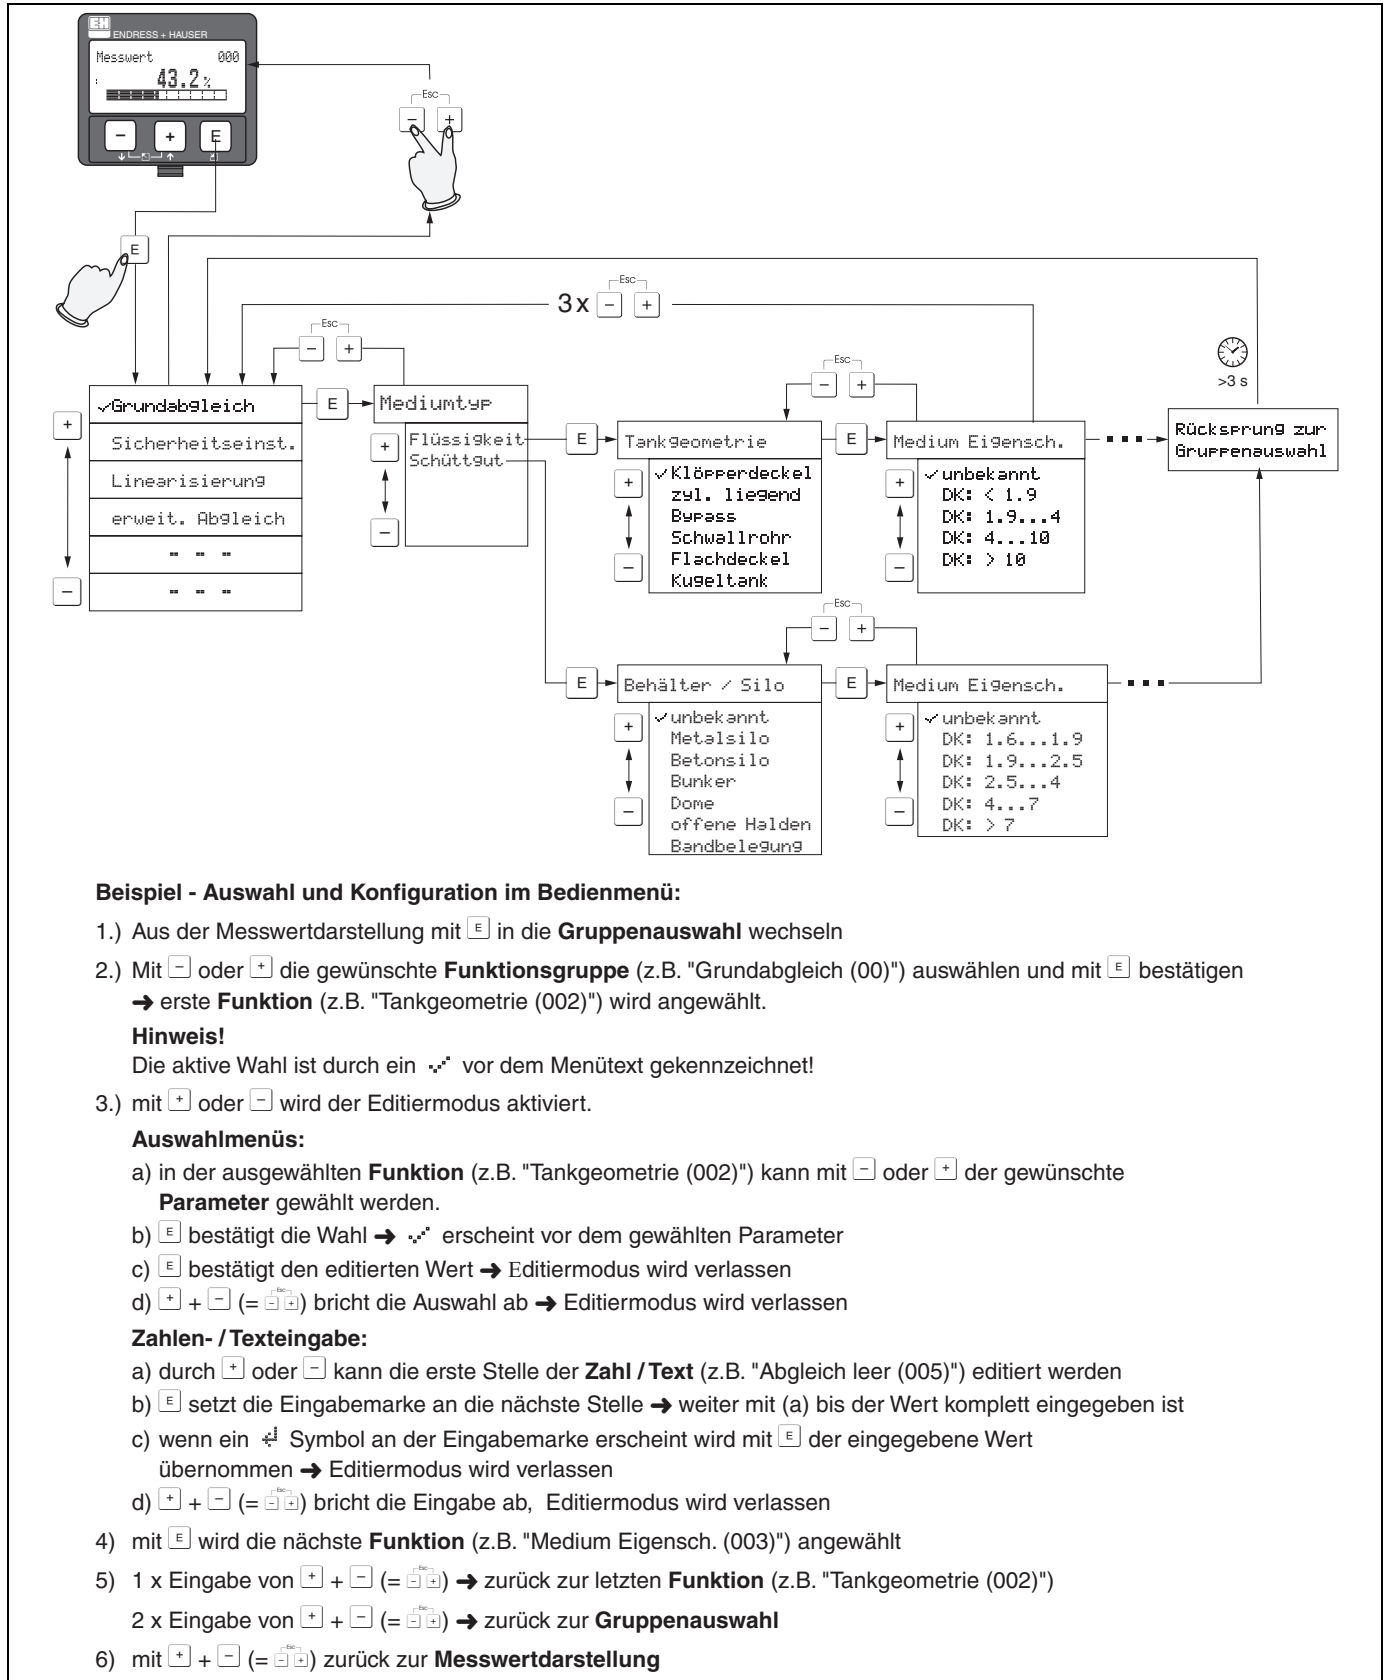 EH
ENDRESS + HAUSER
Messwert 000
43.2 %
− + E
Esc
− +
E
Esc
3 x − +
Esc
− +
Esc
− +
>3 s
✓Grundabgleich
Sicherheitseinst.
Linearisierung
erweit. Abgleich
- - -
- - -
+
−
E
Mediumtyp
Flüssigkeit
Schüttgut
+
−
E
Tankgeometrie
✓Klöpperdeckel
zyl. liegend
Bypass
Schwallrohr
Flachdeckel
Kugeltank
+
−
E
Medium Eigensch.
✓unbekannt
DK: < 1.9
DK: 1.9...4
DK: 4...10
DK: > 10
+
−
Rücksprung zur
Gruppenauswahl
Esc
− +
E
Behälter / Silo
✓unbekannt
Metalsilo
Betonsilo
Bunker
Dome
offene Halden
Bandbelegung
+
−
E
Medium Eigensch.
✓unbekannt
DK: 1.6...1.9
DK: 1.9...2.5
DK: 2.5...4
DK: 4...7
DK: > 7
+
−
Beispiel - Auswahl und Konfiguration im Bedienmenü:
1.) Aus der Messwertdarstellung mit E in die Gruppenauswahl wechseln
2.) Mit − oder + die gewünschte Funktionsgruppe (z.B. "Grundabgleich (00)") auswählen und mit E bestätigen
➜ erste Funktion (z.B. "Tankgeometrie (002)") wird angewählt.
Hinweis!
Die aktive Wahl ist durch ein ✓ vor dem Menütext gekennzeichnet!
3.) mit + oder − wird der Editiermodus aktiviert.
Auswahlmenüs:
a) in der ausgewählten Funktion (z.B. "Tankgeometrie (002)") kann mit − oder + der gewünschte
Parameter gewählt werden.
b) E bestätigt die Wahl ➜ ✓ erscheint vor dem gewählten Parameter
c) E bestätigt den editierten Wert ➜ Editiermodus wird verlassen
d) + + − (= Esc − +) bricht die Auswahl ab ➜ Editiermodus wird verlassen
Zahlen- / Texteingabe:
a) durch + oder − kann die erste Stelle der Zahl / Text (z.B. "Abgleich leer (005)") editiert werden
b) E setzt die Eingabemarke an die nächste Stelle ➜ weiter mit (a) bis der Wert komplett eingegeben ist
c) wenn ein ↵ Symbol an der Eingabemarke erscheint wird mit E der eingegebene Wert
übernommen ➜ Editiermodus wird verlassen
d) + + − (= Esc − +) bricht die Eingabe ab, Editiermodus wird verlassen
4) mit E wird die nächste Funktion (z.B. "Medium Eigensch. (003)") angewählt
5) 1 x Eingabe von + + − (= Esc − +) ➜ zurück zur letzten Funktion (z.B. "Tankgeometrie (002)")
2 x Eingabe von + + − (= Esc − +) ➜ zurück zur Gruppenauswahl
6) mit + + − (= Esc − +) zurück zur Messwertdarstellung